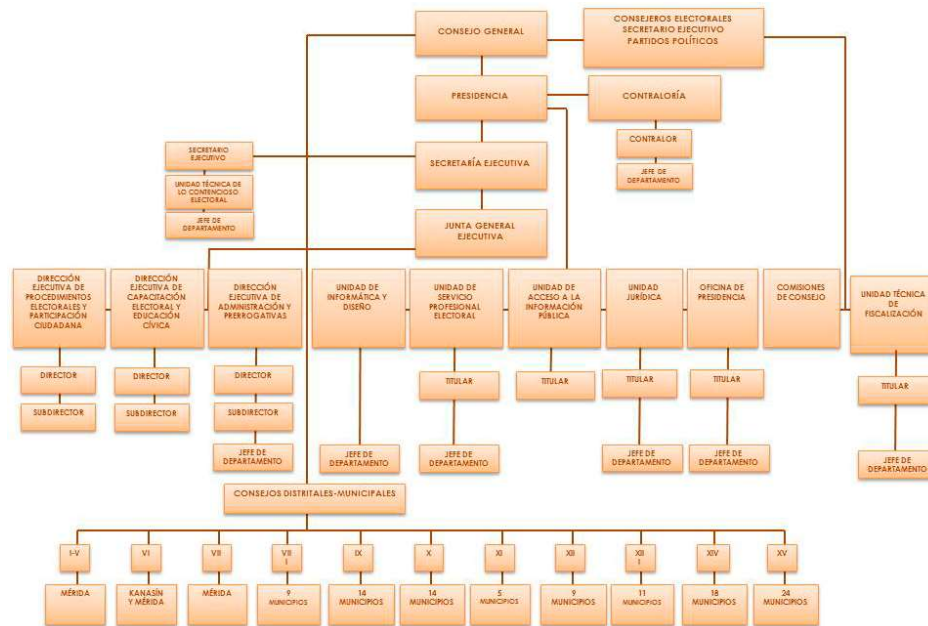 CONSEJO GENERAL
CONSEJEROS ELECTORALES
SECRETARIO EJECUTIVO
PARTIDOS POLÍTICOS
PRESIDENCIA
CONTRALORÍA
CONTRALOR
JEFE DE
DEPARTAMENTO
SECRETARIO
EJECUTIVO
UNIDAD TÉCNICA DE
LO CONTENCIOSO
ELECTORAL
JEFE DE
DEPARTAMENTO
SECRETARÍA EJECUTIVA
JUNTA GENERAL
EJECUTIVA
DIRECCIÓN
EJECUTIVA DE
PROCEDIMIENTOS
ELECTORALES Y
PARTICIPACIÓN
CIUDADANA
DIRECTOR
SUBDIRECTOR
DIRECCIÓN
EJECUTIVA DE
CAPACITACIÓN
ELECTORAL Y
EDUCACIÓN
CÍVICA
DIRECTOR
SUBDIRECTOR
DIRECCIÓN
EJECUTIVA DE
ADMINISTRACIÓN Y
PRERROGATIVAS
DIRECTOR
SUBDIRECTOR
JEFE DE
DEPARTAMENTO
UNIDAD DE
INFORMÁTICA Y
DISEÑO
JEFE DE
DEPARTAMENTO
UNIDAD DE
SERVICIO
PROFESIONAL
ELECTORAL
TITULAR
JEFE DE
DEPARTAMENTO
UNIDAD DE
ACCESO A LA
INFORMACIÓN
PÚBLICA
TITULAR
UNIDAD
JURÍDICA
TITULAR
JEFE DE
DEPARTAMENTO
OFICINA DE
PRESIDENCIA
TITULAR
JEFE DE
DEPARTAMENTO
COMISIONES
DE CONSEJO
UNIDAD TÉCNICA
DE
FISCALIZACIÓN
TITULAR
JEFE DE
DEPARTAMENTO
CONSEJOS DISTRITALES-MUNICIPALES
I-V
MÉRIDA
VI
KANASÍN
Y MÉRIDA
VII
MÉRIDA
VII
I
9
MUNICIPIOS
IX
14
MUNICIPIOS
X
14
MUNICIPIOS
XI
5
MUNICIPIOS
XII
9
MUNICIPIOS
XII
I
11
MUNICIPIOS
XIV
18
MUNICIPIOS
XV
24
MUNICIPIOS